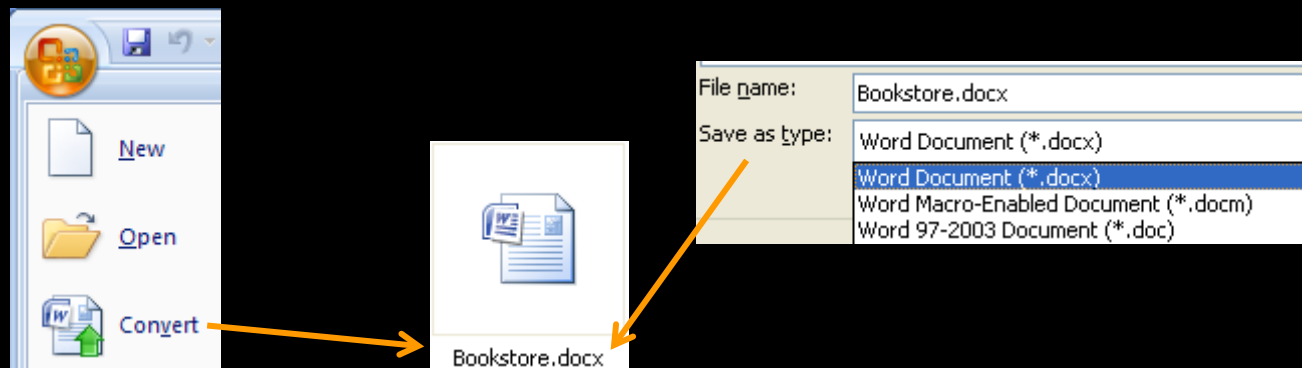 New
Open
Convert
Bookstore.docx
File name: Bookstore.docx
Save as type: Word Document (*.docx)
Word Document (*.docx)
Word Macro-Enabled Document (*.docm)
Word 97-2003 Document (*.doc)